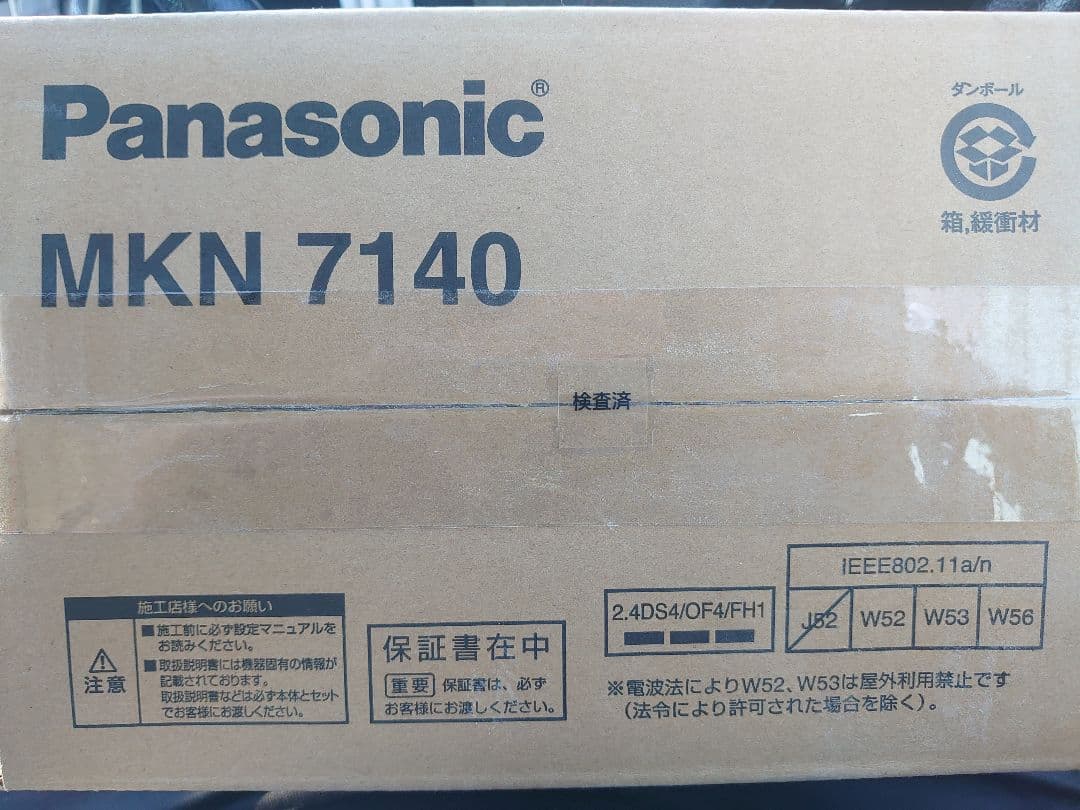 Panasonic®
ダンボール
箱,緩衝材
MKN 7140
検査済
施工店様へのお願い
注意
■施工前に必ず設定マニュアルを
お読みください。
■取扱説明書には機器固有の情報が
記載されております。
取扱説明書などは必ず本体とセット
でお客様にお渡しください。
保証書在中
重要 保証書は、必ず
お客様にお渡しください。
2.4DS4/OF4/FH1
IEEE802.11a/n
J52 W52 W53 W56
※電波法によりW52、W53は屋外利用禁止です
(法令により許可された場合を除く)。